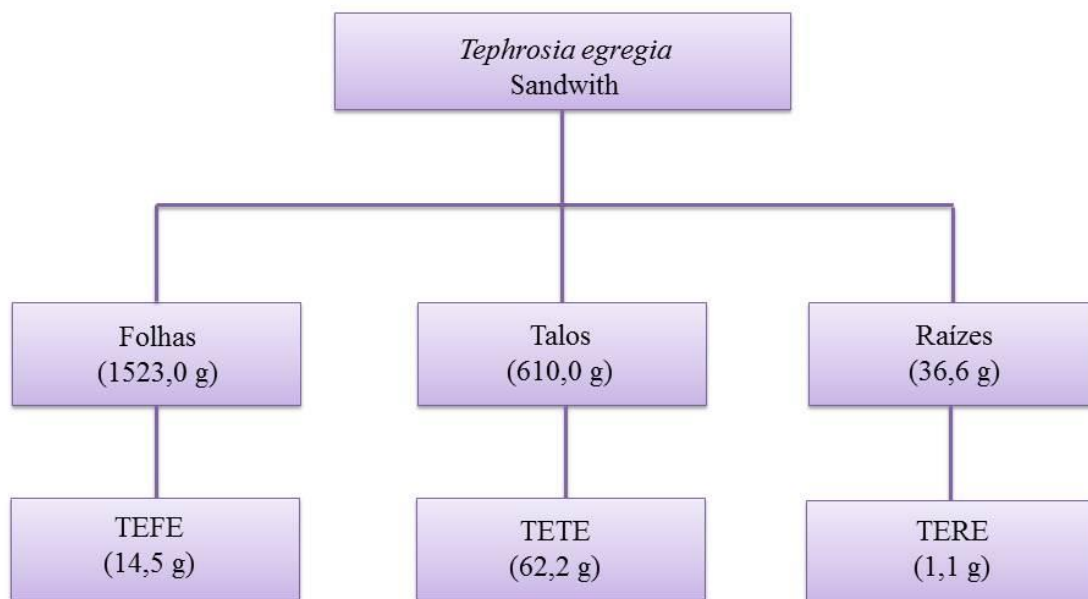 Tephrosia egregia
Sandwith
Folhas
(1523,0 g)
Talos
(610,0 g)
Raízes
(36,6 g)
TEFE
(14,5 g)
TETE
(62,2 g)
TERE
(1,1 g)